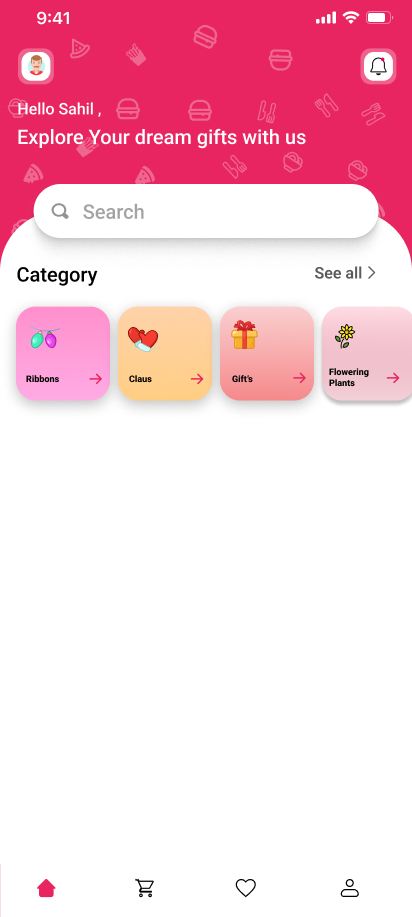 9:41
Hello Sahil ,
Explore Your dream gifts with us
Search
Category
See all
Ribbons
Claus
Gift's
Flowering
Plants